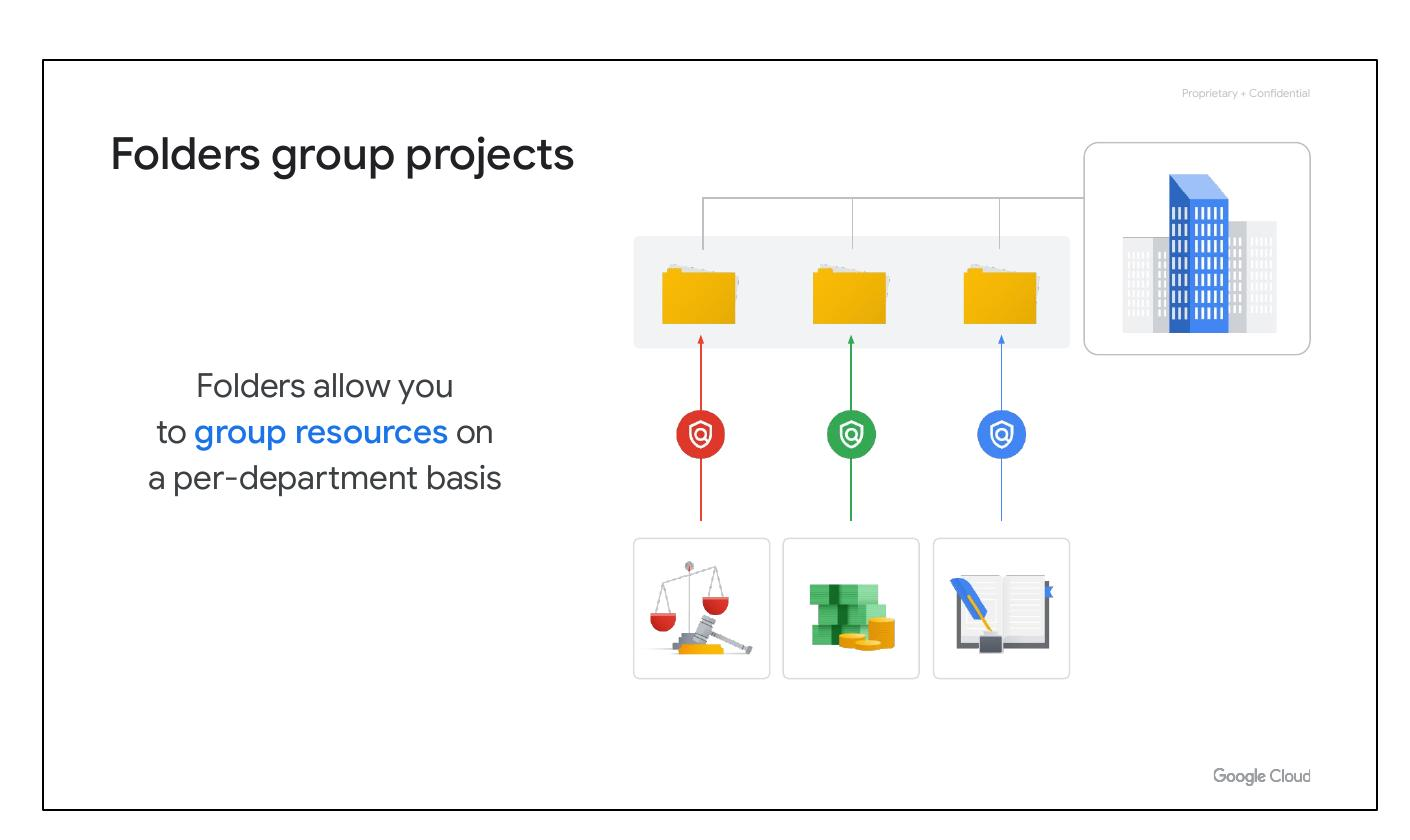 Proprietary + Confidential
Folders group projects
Folders allow you
to group resources on
a per-department basis
Google Cloud